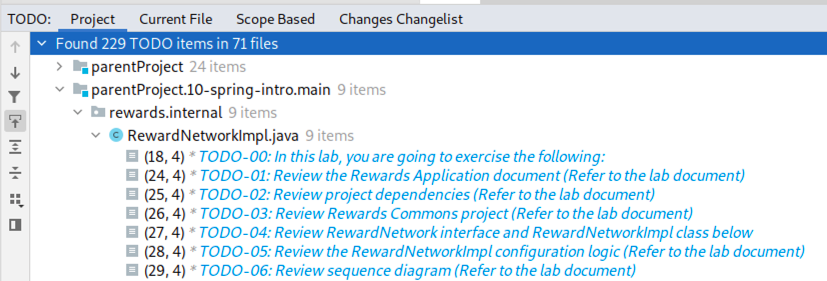 TODO: Project Current File Scope Based Changes Changelist
Found 229 TODO items in 71 files
parentProject 24 items
parentProject.10-spring-intro.main 9 items
rewards.internal 9 items
C RewardNetworkImpl.java 9 items
(18, 4) * TODO-00: In this lab, you are going to exercise the following:
(24, 4) * TODO-01: Review the Rewards Application document (Refer to the lab document)
(25, 4) * TODO-02: Review project dependencies (Refer to the lab document)
(26, 4) * TODO-03: Review Rewards Commons project (Refer to the lab document)
(27, 4) * TODO-04: Review RewardNetwork interface and RewardNetworkImpl class below
(28, 4) * TODO-05: Review the RewardNetworkImpl configuration logic (Refer to the lab document)
(29, 4) * TODO-06: Review sequence diagram (Refer to the lab document)